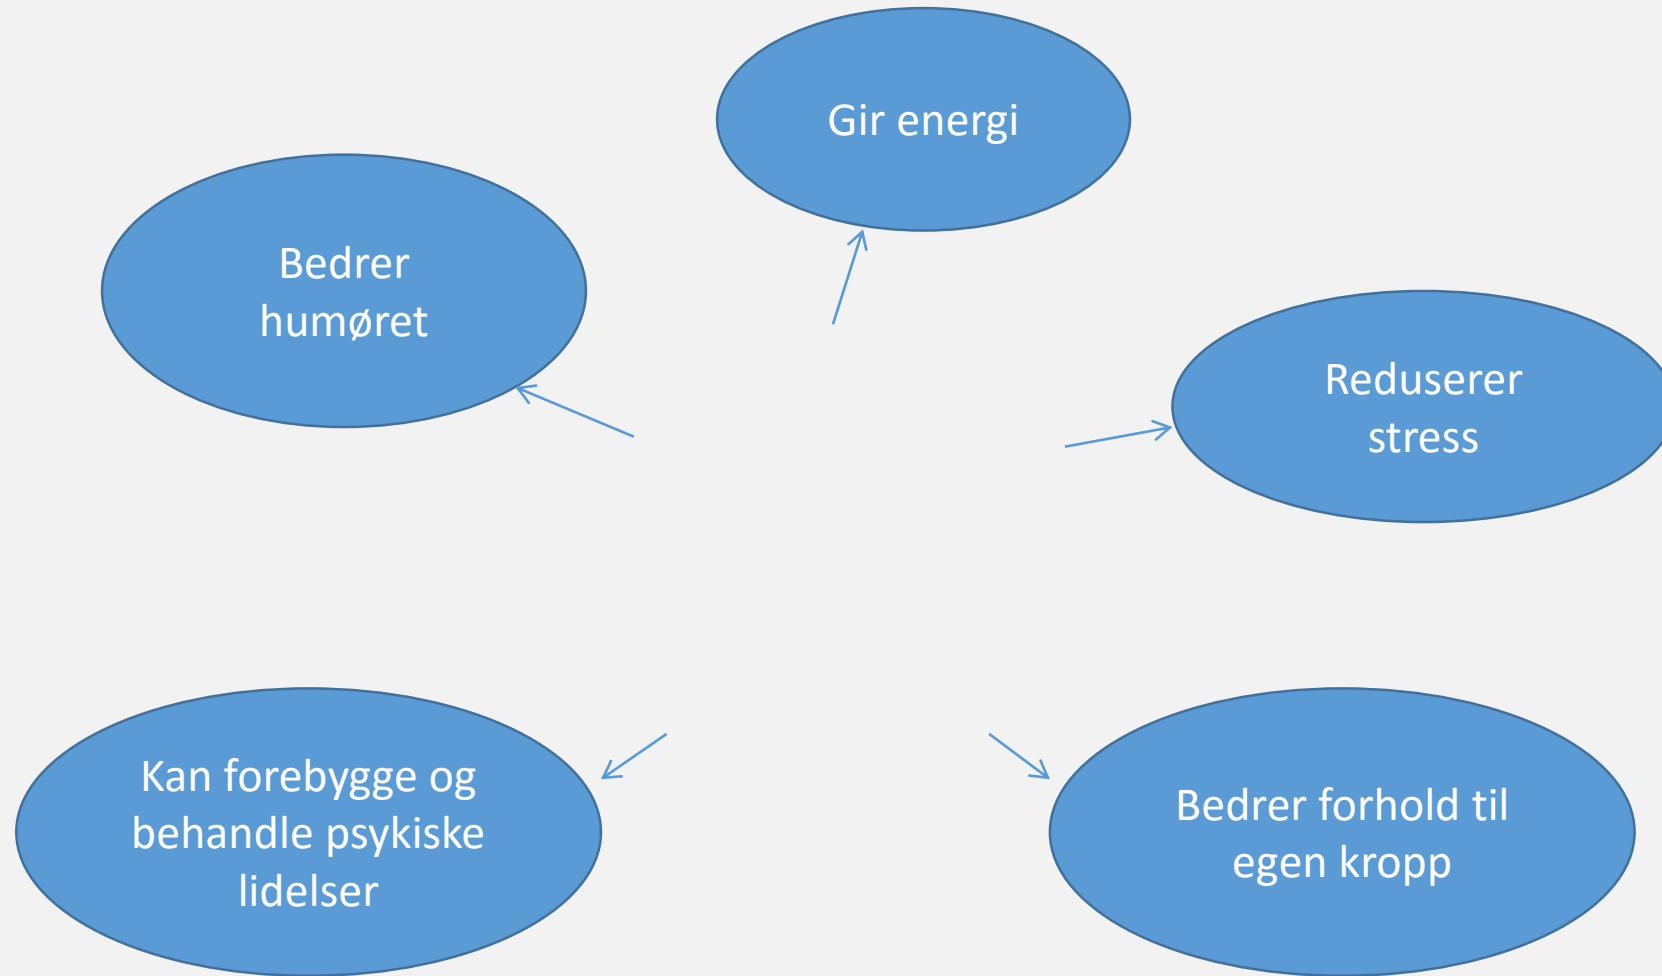 Gir energi
Bedrer
humøret
Reduserer
stress
Kan forebygge og
behandle psykiske
lidelser
Bedrer forhold til
egen kropp